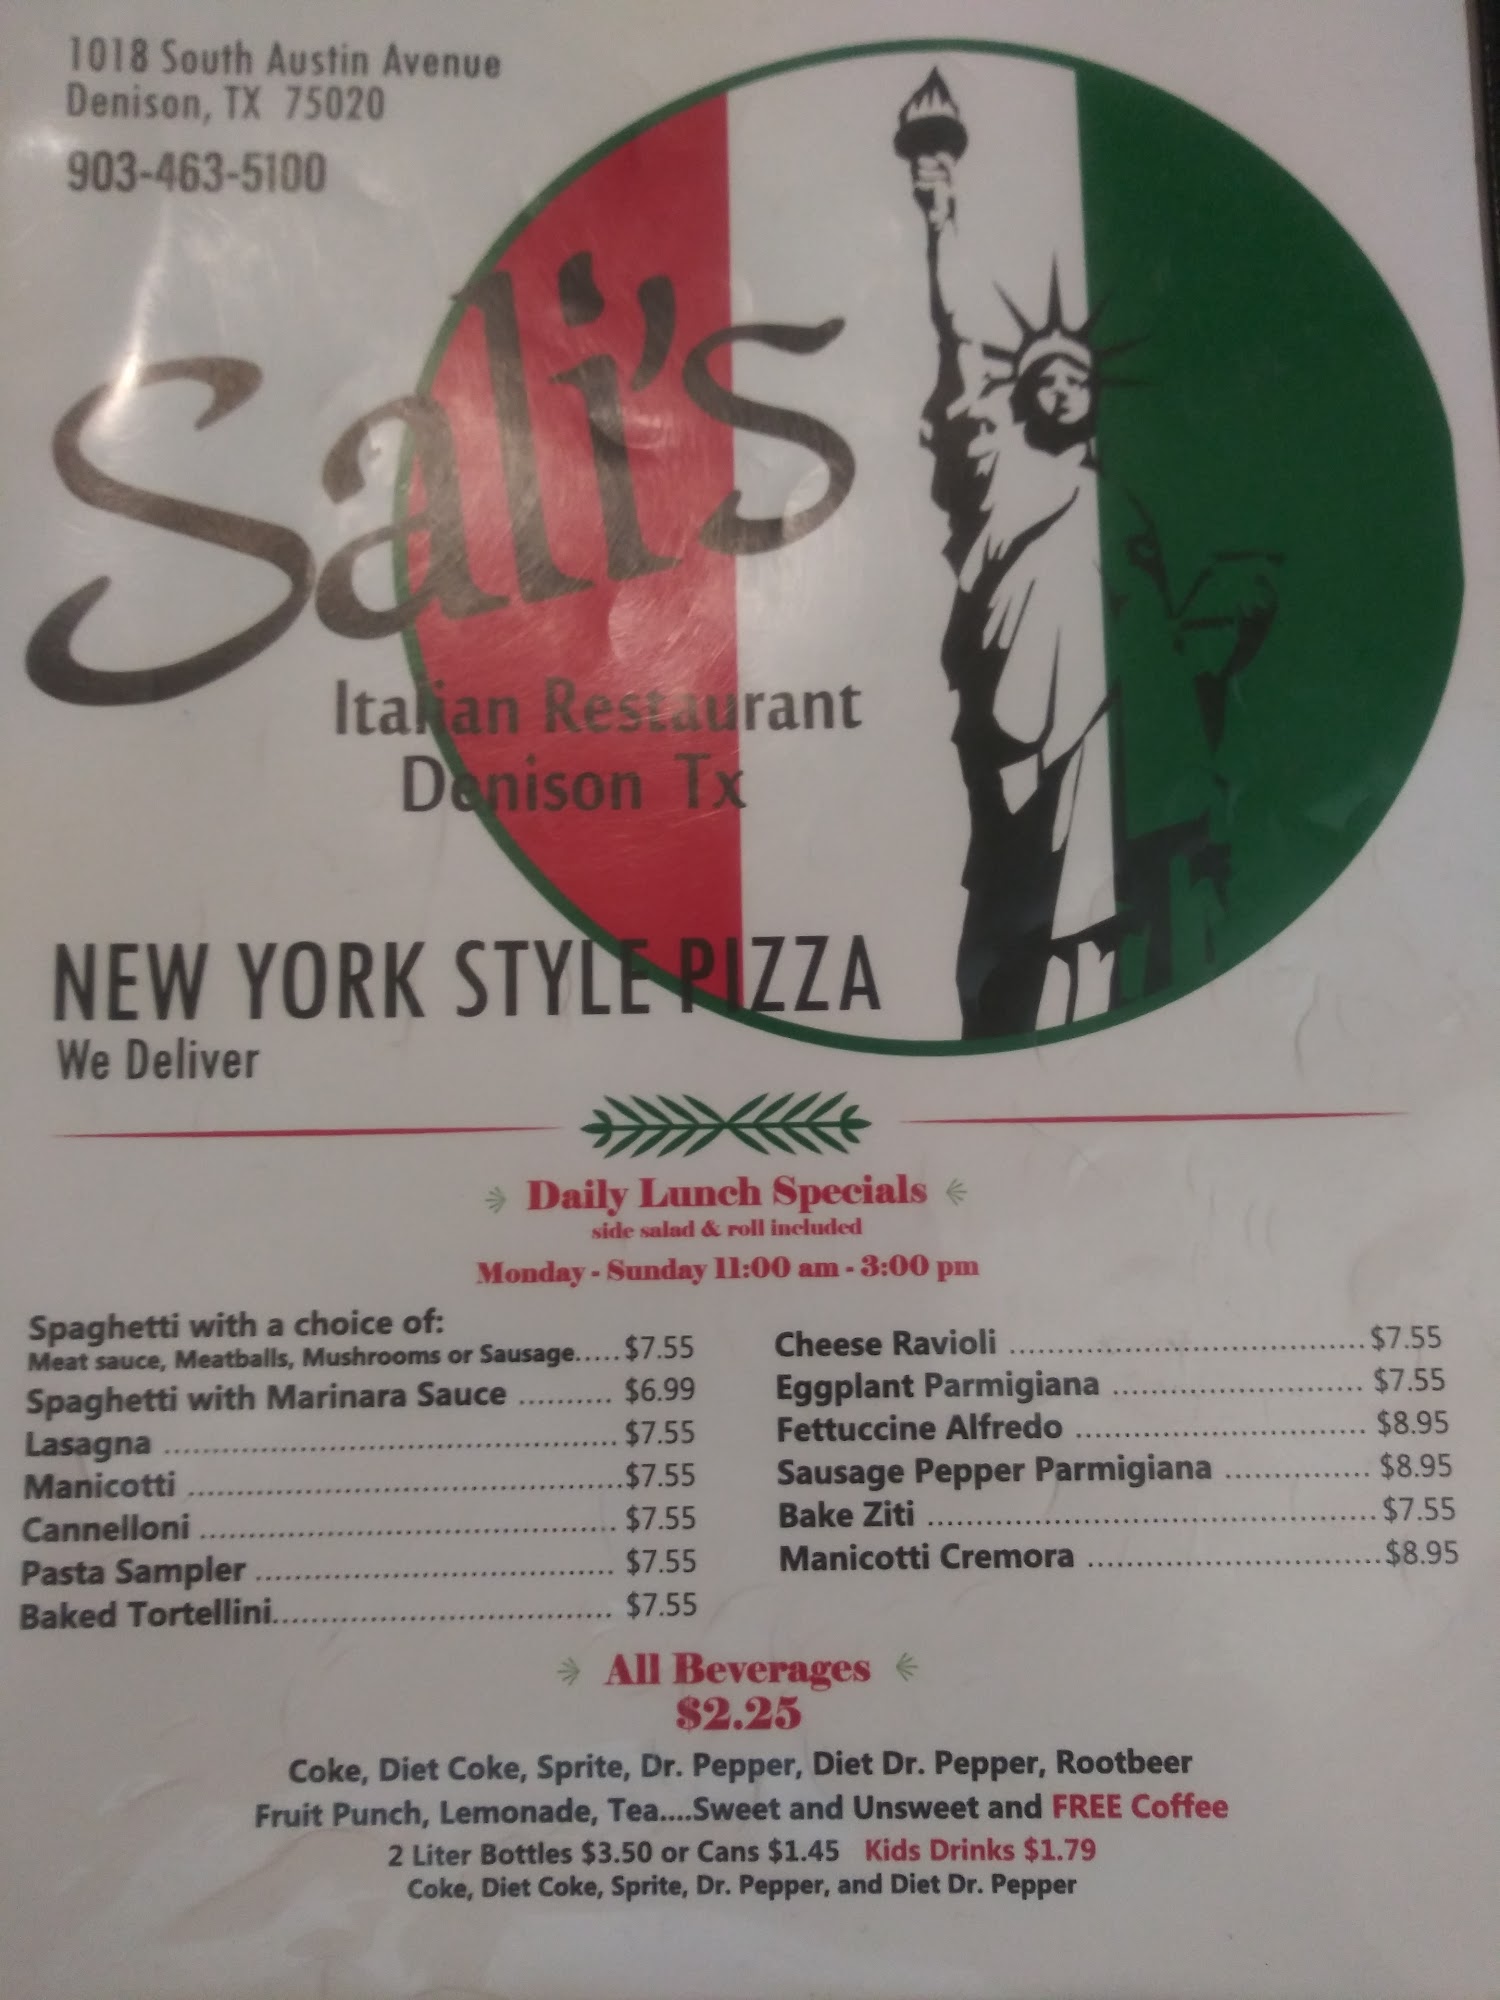 1018 South Austin Avenue
Denison, TX 75020
903-463-5100
Sali's
Italian Restaurant
Denison Tx
NEW YORK STYLE PIZZA
We Deliver
Daily Lunch Specials
side salad & roll included
Monday - Sunday 11:00 am - 3:00 pm
Spaghetti with a choice of:
Meat sauce, Meatballs, Mushrooms or Sausage.....$7.55
Spaghetti with Marinara Sauce .......... $6.99
Lasagna ............................................. $7.55
Manicotti ...........................................$7.55
Cannelloni ......................................... $7.55
Pasta Sampler ................................... $7.55
Baked Tortellini.................................. $7.55
Cheese Ravioli ...................................$7.55
Eggplant Parmigiana ......................... $7.55
Fettuccine Alfredo ............................. $8.95
Sausage Pepper Parmigiana .............. $8.95
Bake Ziti ............................................ $7.55
Manicotti Cremora .............................$8.95
All Beverages
$2.25
Coke, Diet Coke, Sprite, Dr. Pepper, Diet Dr. Pepper, Rootbeer
Fruit Punch, Lemonade, Tea....Sweet and Unsweet and FREE Coffee
2 Liter Bottles $3.50 or Cans $1.45 Kids Drinks $1.79
Coke, Diet Coke, Sprite, Dr. Pepper, and Diet Dr. Pepper